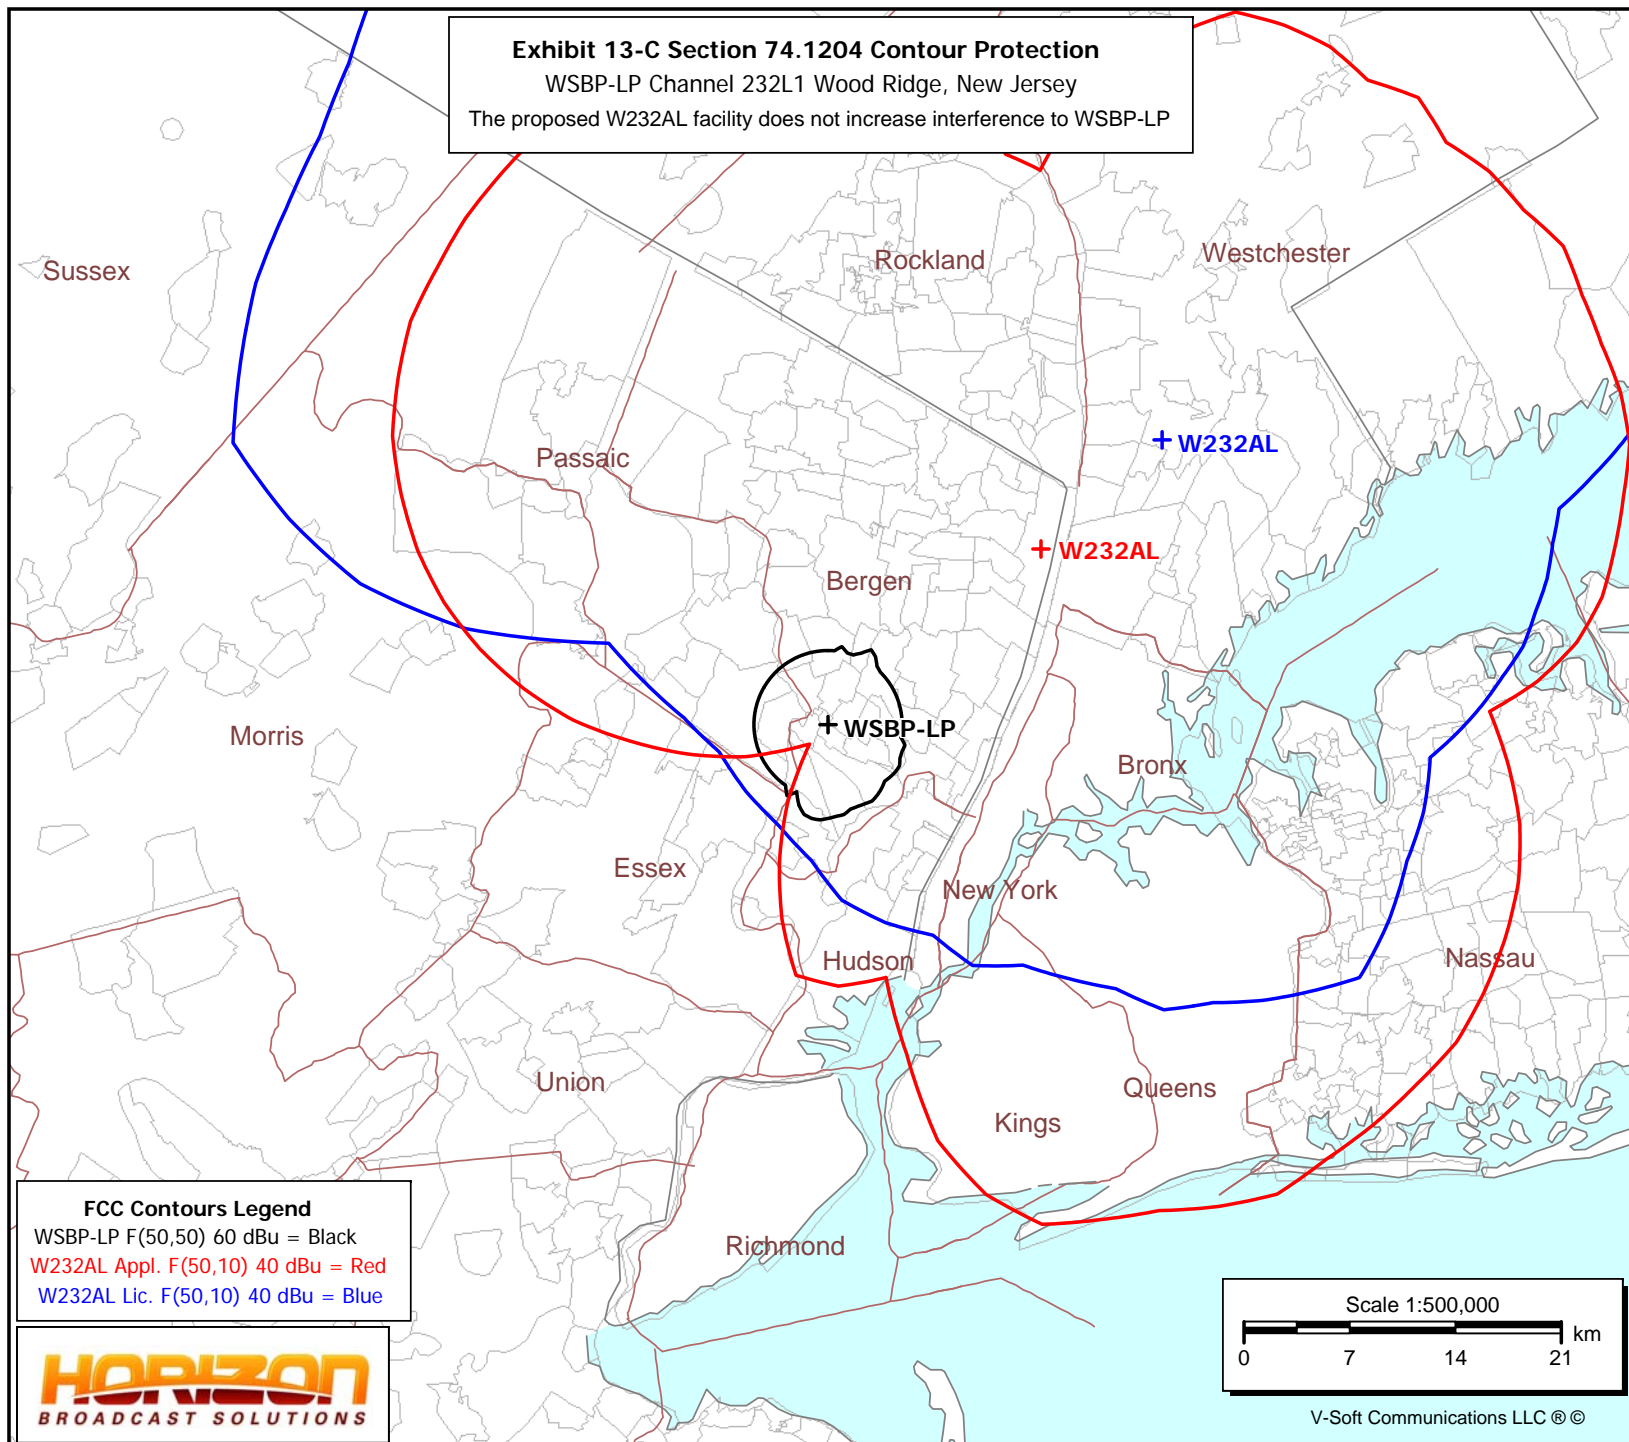 Exhibit 13-C Section 74.1204 Contour Protection
WSBP-LP Channel 232L1 Wood Ridge, New Jersey
The proposed W232AL facility does not increase interference to WSBP-LP
Sussex
Rockland
Westchester
Passaic
W232AL
W232AL
Bergen
WSBP-LP
Morris
Bronx
Essex
New York
Hudson
Nassau
Union
Queens
Kings
Richmond
FCC Contours Legend
WSBP-LP F(50,50) 60 dBu = Black
W232AL Appl. F(50,10) 40 dBu = Red
W232AL Lic. F(50,10) 40 dBu = Blue
HORIZON
BROADCAST SOLUTIONS
Scale 1:500,000
km
0 7 14 21
V-Soft Communications LLC ® ©